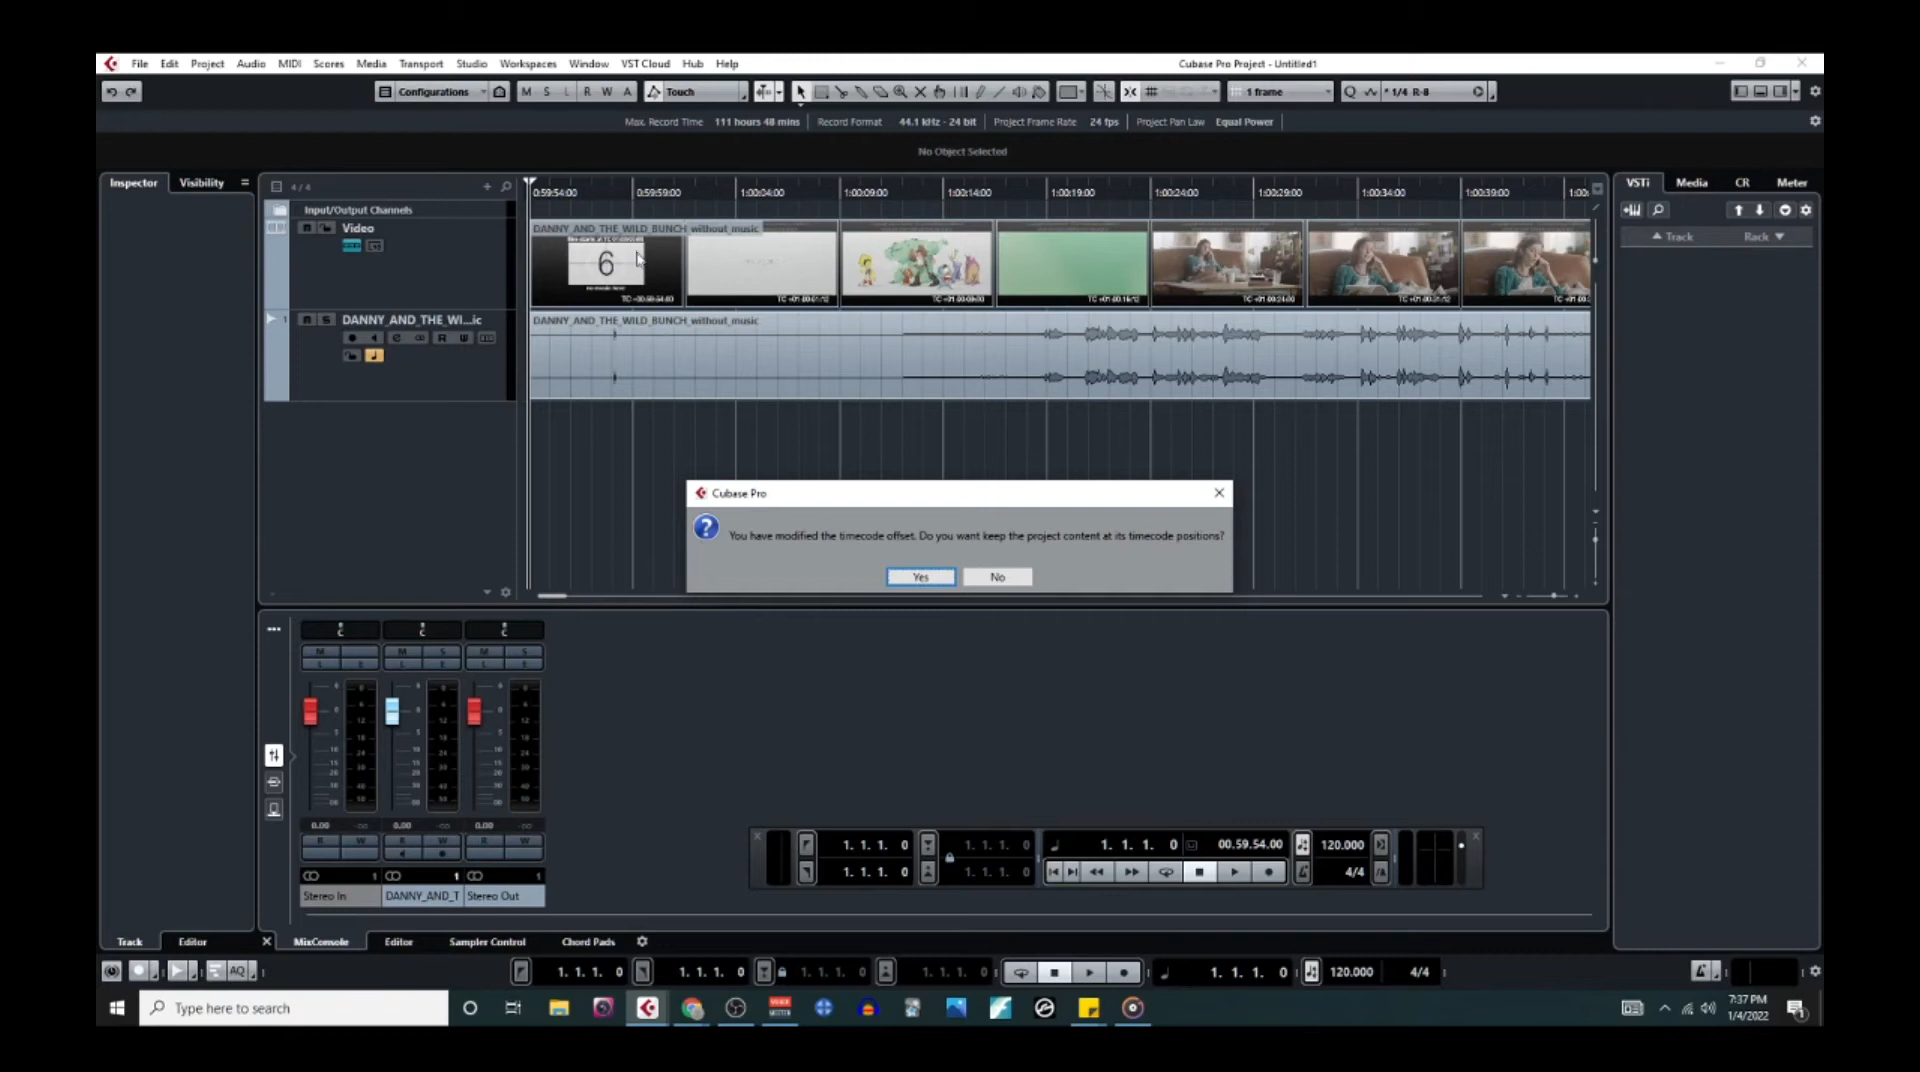 File Edit Project Audio MIDI Scores Media Transport Studio Workspaces Window VST Cloud Hub Help
Cubase Pro Project - Untitled1
Configurations M S L R W A Touch 1 frame Q * 1/4 R-8
Max. Record Time 111 hours 48 mins Record Format 44.1 kHz - 24 bit Project Frame Rate 24 fps Project Pan Law Equal Power
No Object Selected
Inspector Visibility
4 / 4
0:59:54:00 0:59:59:00 1:00:04:00 1:00:09:00 1:00:14:00 1:00:19:00 1:00:24:00 1:00:29:00 1:00:34:00 1:00:39:00
VSTi Media CR Meter
Track Rack
Input/Output Channels
Video
DANNY_AND_THE_WILD_BUNCH_without_music
6
1 DANNY_AND_THE_WI...ic
DANNY_AND_THE_WILD_BUNCH_without_music
Cubase Pro
You have modified the timecode offset. Do you want keep the project content at its timecode positions?
Yes No
0.00 -oo 0.00 -oo 0.00 -oo
1 1 1
Stereo In DANNY_AND_T Stereo Out
1. 1. 1. 0 1. 1. 1. 0 1. 1. 1. 0 00.59.54.00 120.000
1. 1. 1. 0 1. 1. 1. 0 4/4
Track Editor MixConsole Editor Sampler Control Chord Pads
AQ 1. 1. 1. 0 1. 1. 1. 0 1. 1. 1. 0 1. 1. 1. 0 1. 1. 1. 0 120.000 4/4
Type here to search
7:37 PM
1/4/2022